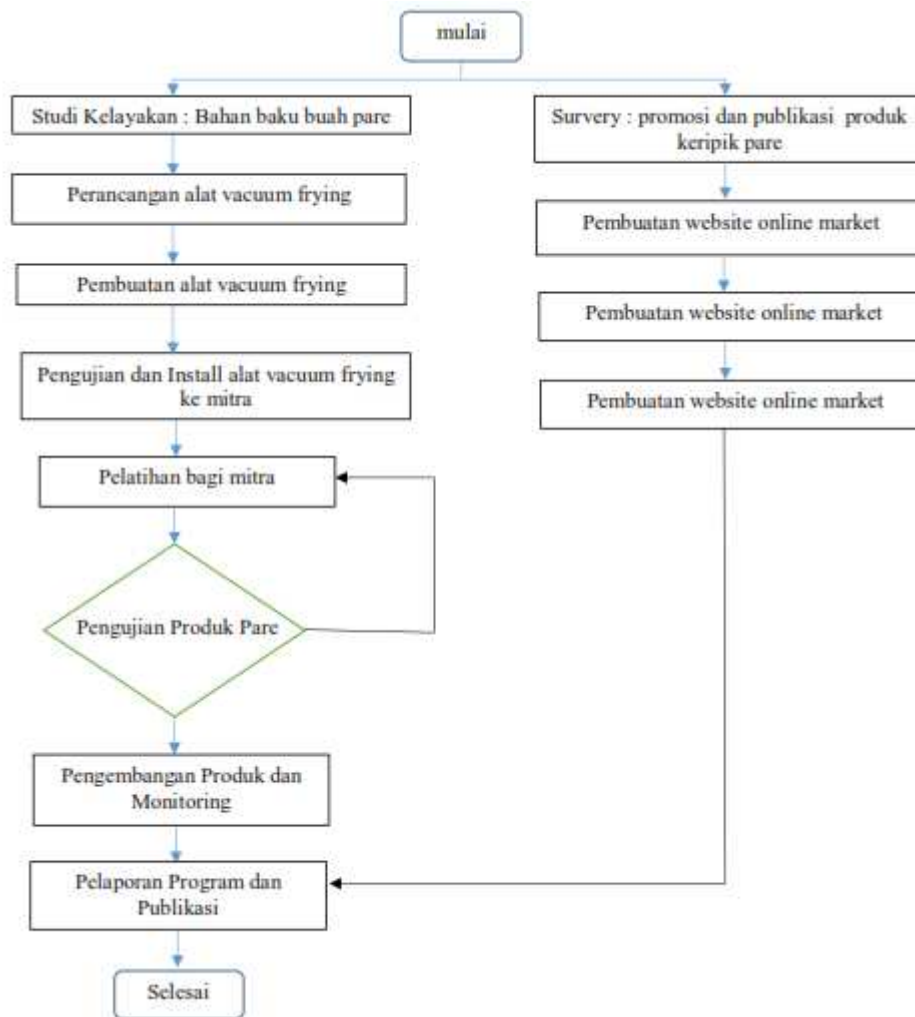 mulai
Studi Kelayakan : Bahan baku buah pare
Perancangan alat vacuum frying
Pembuatan alat vacuum frying
Pengujian dan Install alat vacuum frying
ke mitra
Pelatihan bagi mitra
Pengujian Produk Pare
Pengembangan Produk dan
Monitoring
Pelaporan Program dan
Publikasi
Selesai
Survery : promosi dan publikasi produk
keripik pare
Pembuatan website online market
Pembuatan website online market
Pembuatan website online market